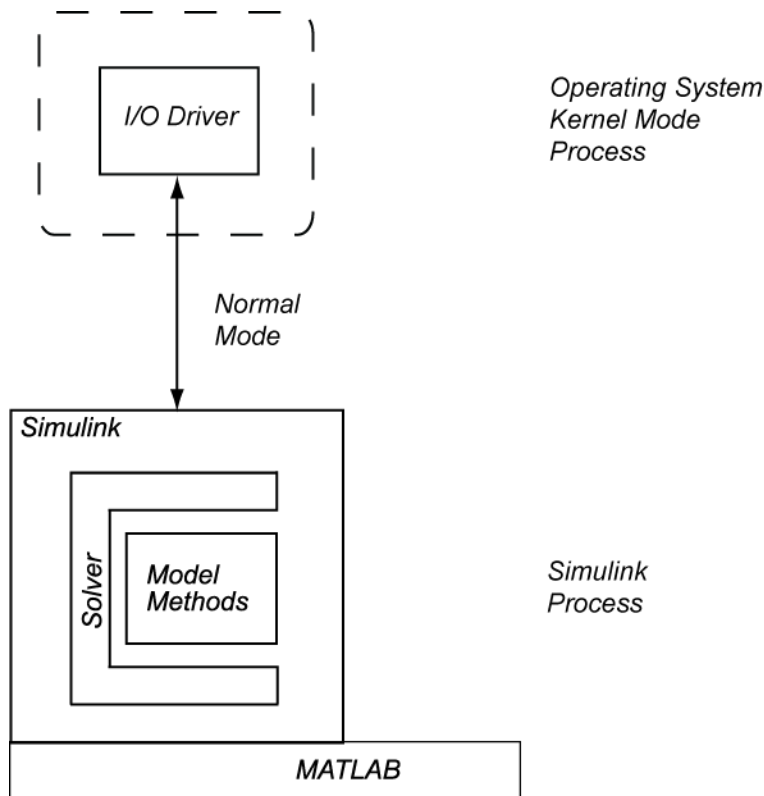 I/O Driver
Operating System
Kernel Mode
Process
Normal
Mode
Simulink
Solver
Model
Methods
Simulink
Process
MATLAB